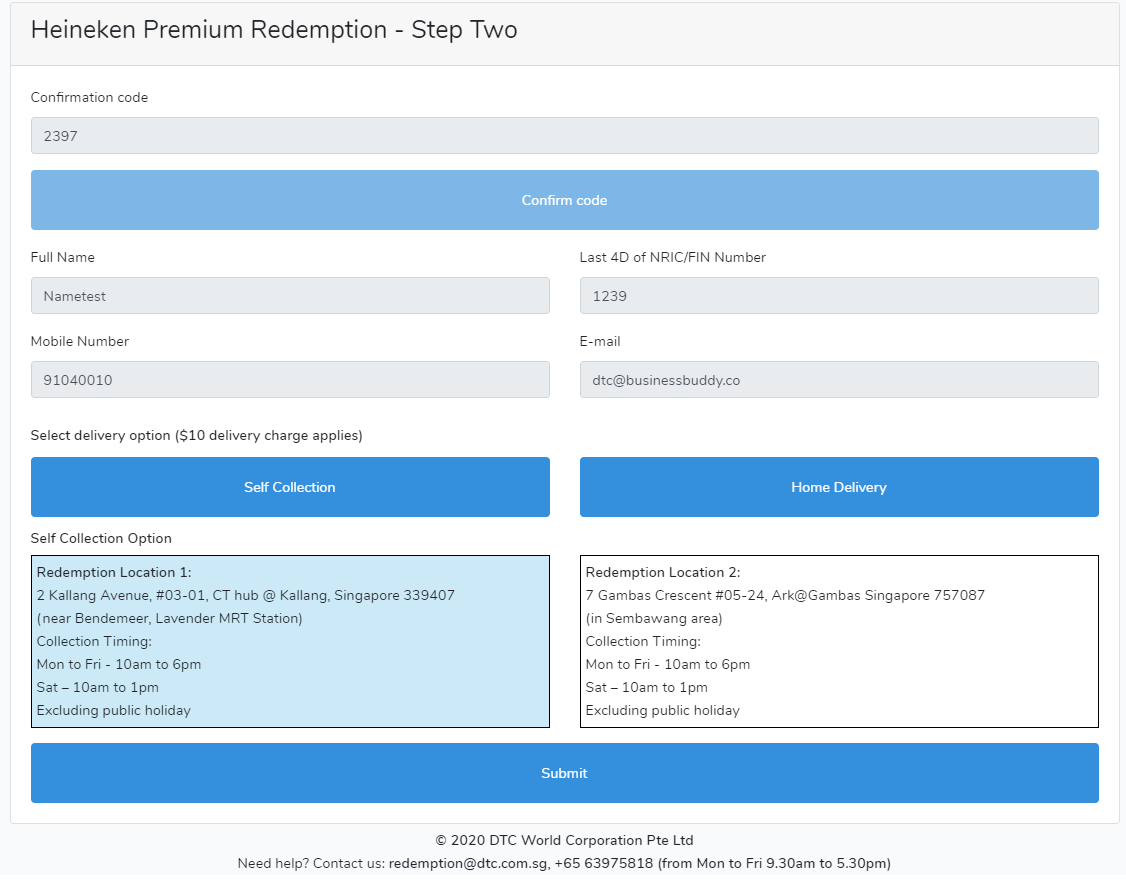 Heineken Premium Redemption - Step Two
Confirmation code
2397
Confirm code
Full Name
Last 4D of NRIC/FIN Number
Nametest
1239
Mobile Number
E-mail
91040010
dtc@businessbuddy.co
Select delivery option ($10 delivery charge applies)
Self Collection
Home Delivery
Self Collection Option
Redemption Location 1:
2 Kallang Avenue, #03-01, CT hub @ Kallang, Singapore 339407
(near Bendemeer, Lavender MRT Station)
Collection Timing:
Mon to Fri - 10am to 6pm
Sat – 10am to 1pm
Excluding public holiday
Redemption Location 2:
7 Gambas Crescent #05-24, Ark@Gambas Singapore 757087
(in Sembawang area)
Collection Timing:
Mon to Fri - 10am to 6pm
Sat – 10am to 1pm
Excluding public holiday
Submit
© 2020 DTC World Corporation Pte Ltd
Need help? Contact us: redemption@dtc.com.sg, +65 63975818 (from Mon to Fri 9.30am to 5.30pm)